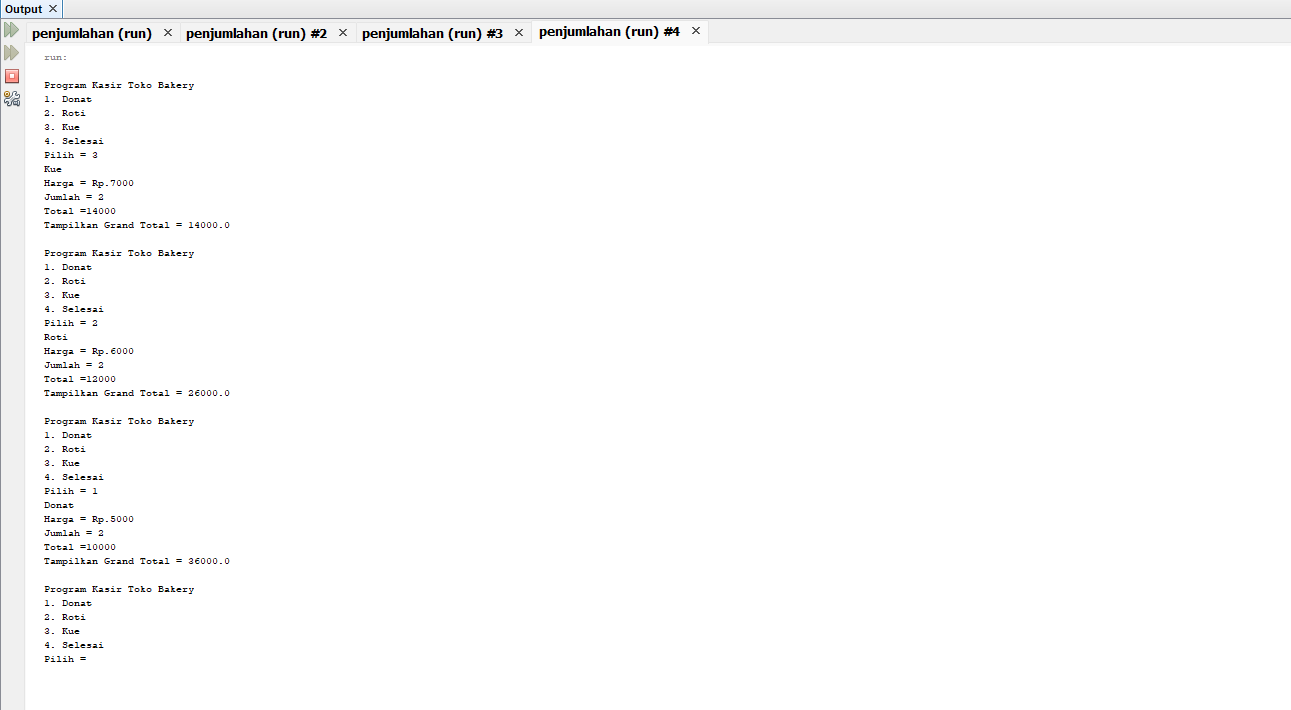 Output
penjumlahan (run) penjumlahan (run) #2 penjumlahan (run) #3 penjumlahan (run) #4
run:
Program Kasir Toko Bakery
1. Donat
2. Roti
3. Kue
4. Selesai
Pilih = 3
Kue
Harga = Rp.7000
Jumlah = 2
Total =14000
Tampilkan Grand Total = 14000.0
Program Kasir Toko Bakery
1. Donat
2. Roti
3. Kue
4. Selesai
Pilih = 2
Roti
Harga = Rp.6000
Jumlah = 2
Total =12000
Tampilkan Grand Total = 26000.0
Program Kasir Toko Bakery
1. Donat
2. Roti
3. Kue
4. Selesai
Pilih = 1
Donat
Harga = Rp.5000
Jumlah = 2
Total =10000
Tampilkan Grand Total = 36000.0
Program Kasir Toko Bakery
1. Donat
2. Roti
3. Kue
4. Selesai
Pilih =